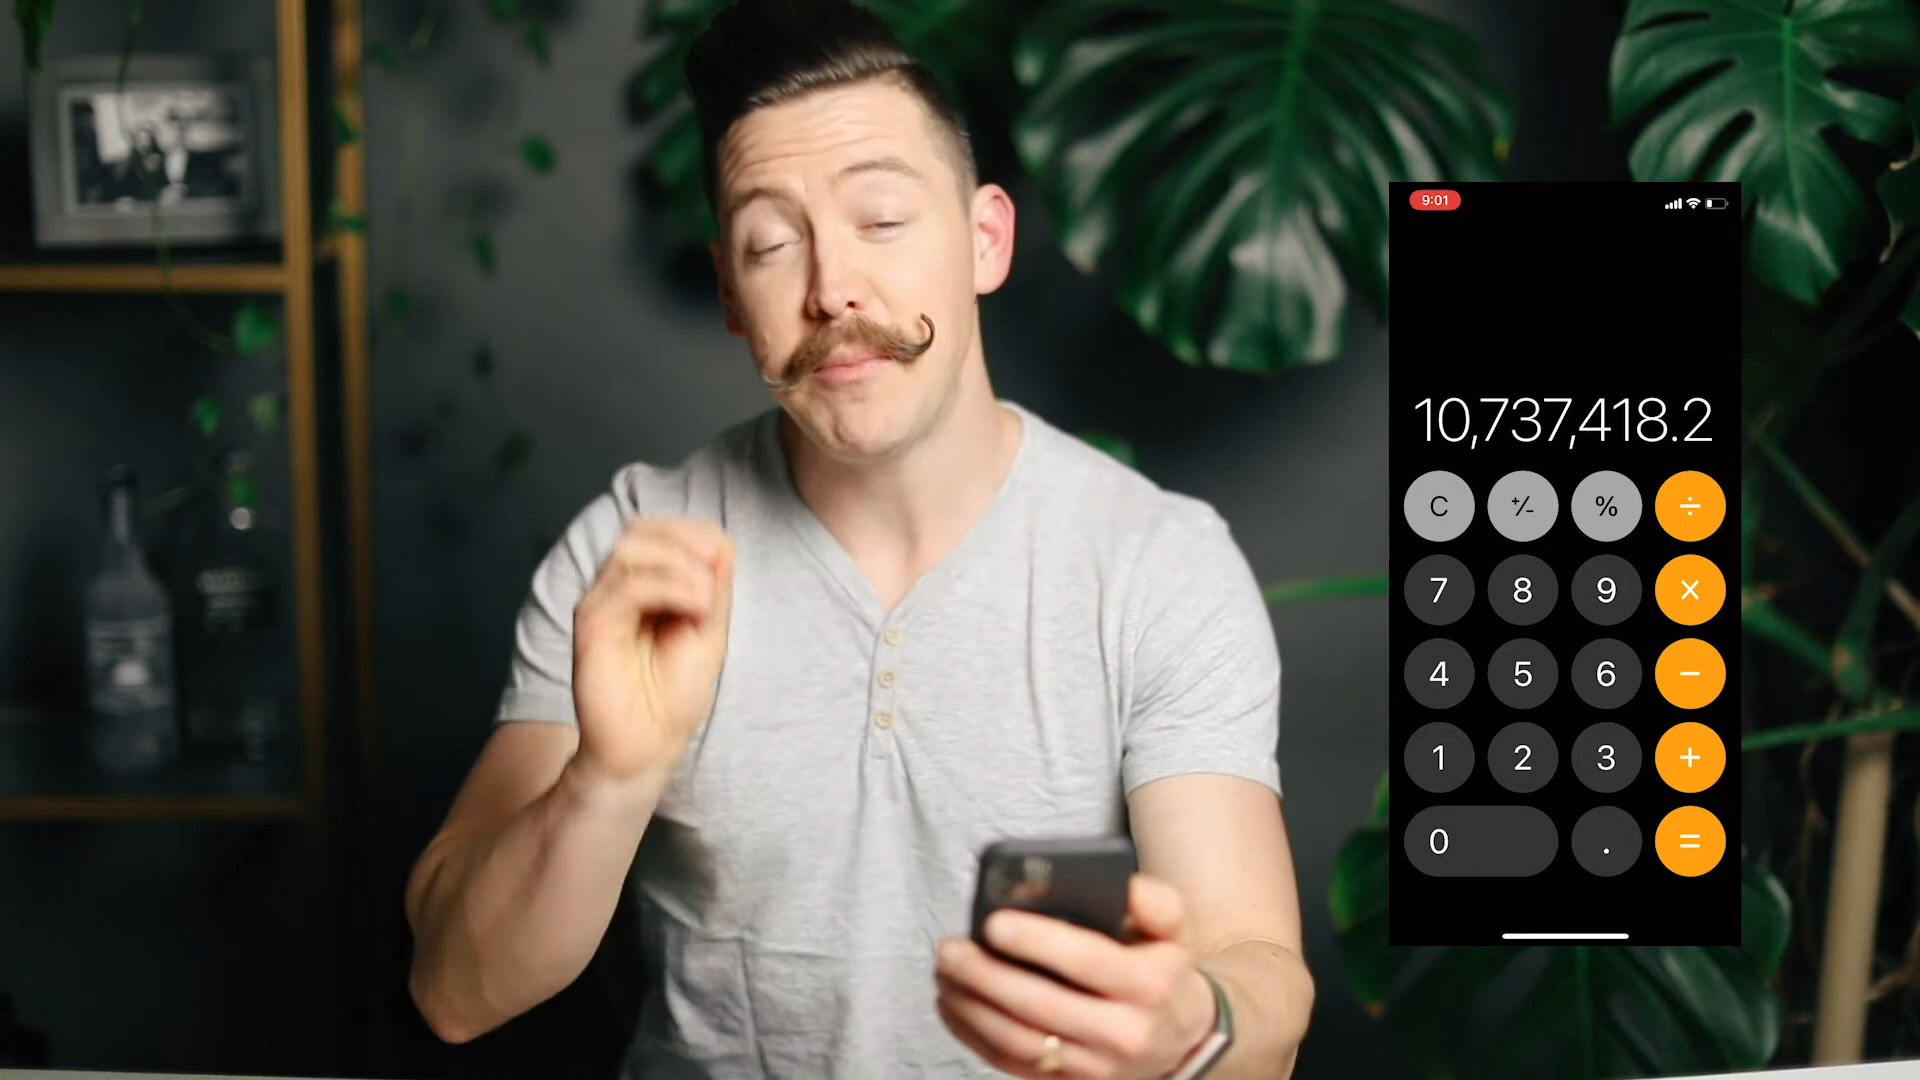 9:01
10,737,418.2
C +/- % ÷
7 8 9 ×
4 5 6 −
1 2 3 +
0 . =